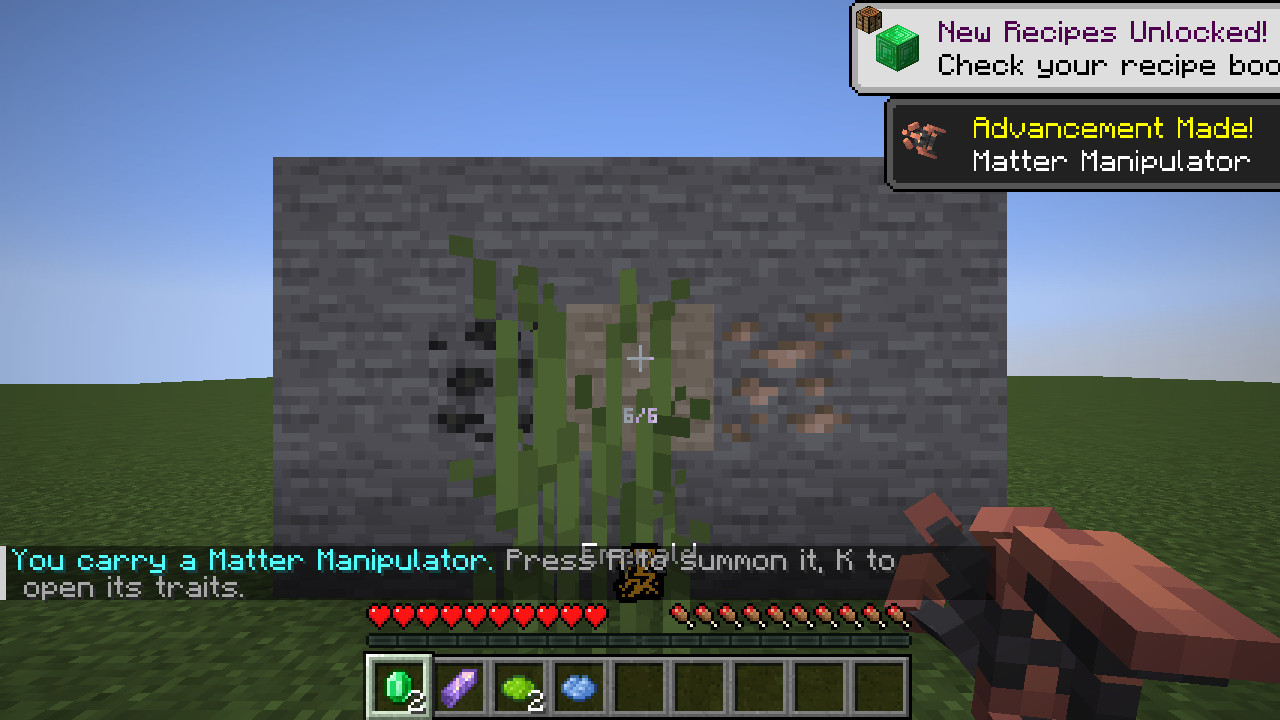 New Recipes Unlocked!
Check your recipe boo
Advancement Made!
Matter Manipulator
6/6
Emerald
You carry a Matter Manipulator. Press R to summon it, K to
open its traits.
2
2